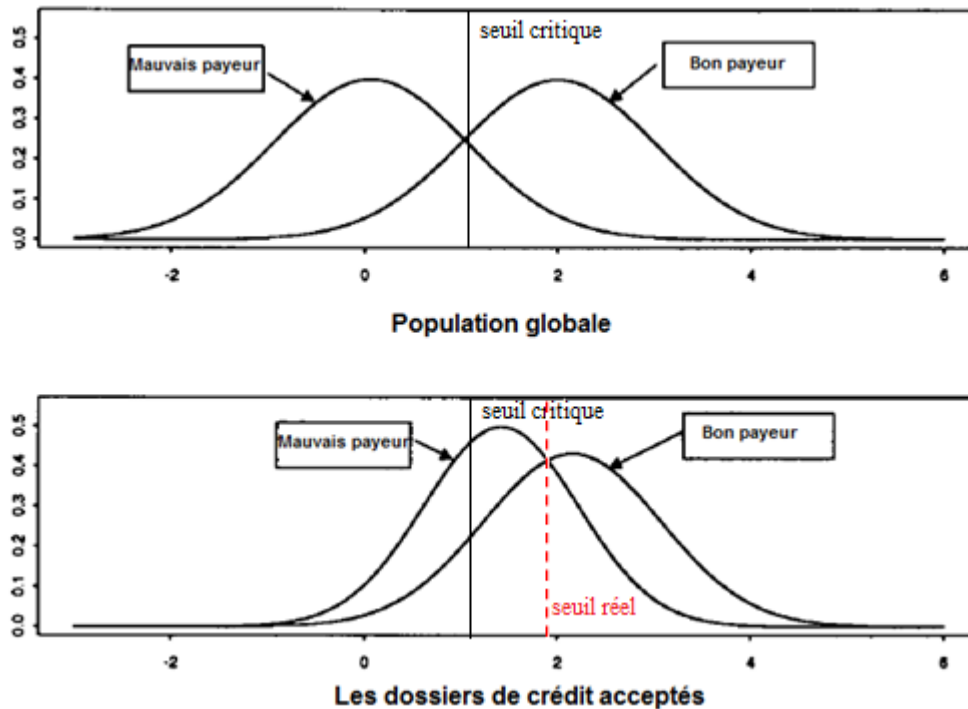 seuil critique
Mauvais payeur
Bon payeur
0.5
0.4
0.3
0.2
0.1
0.0
-2
0
2
4
6
Population globale
seuil critique
Mauvais payeur
Bon payeur
0.5
0.4
0.3
0.2
0.1
0.0
seuil réel
-2
0
2
4
6
Les dossiers de crédit acceptés